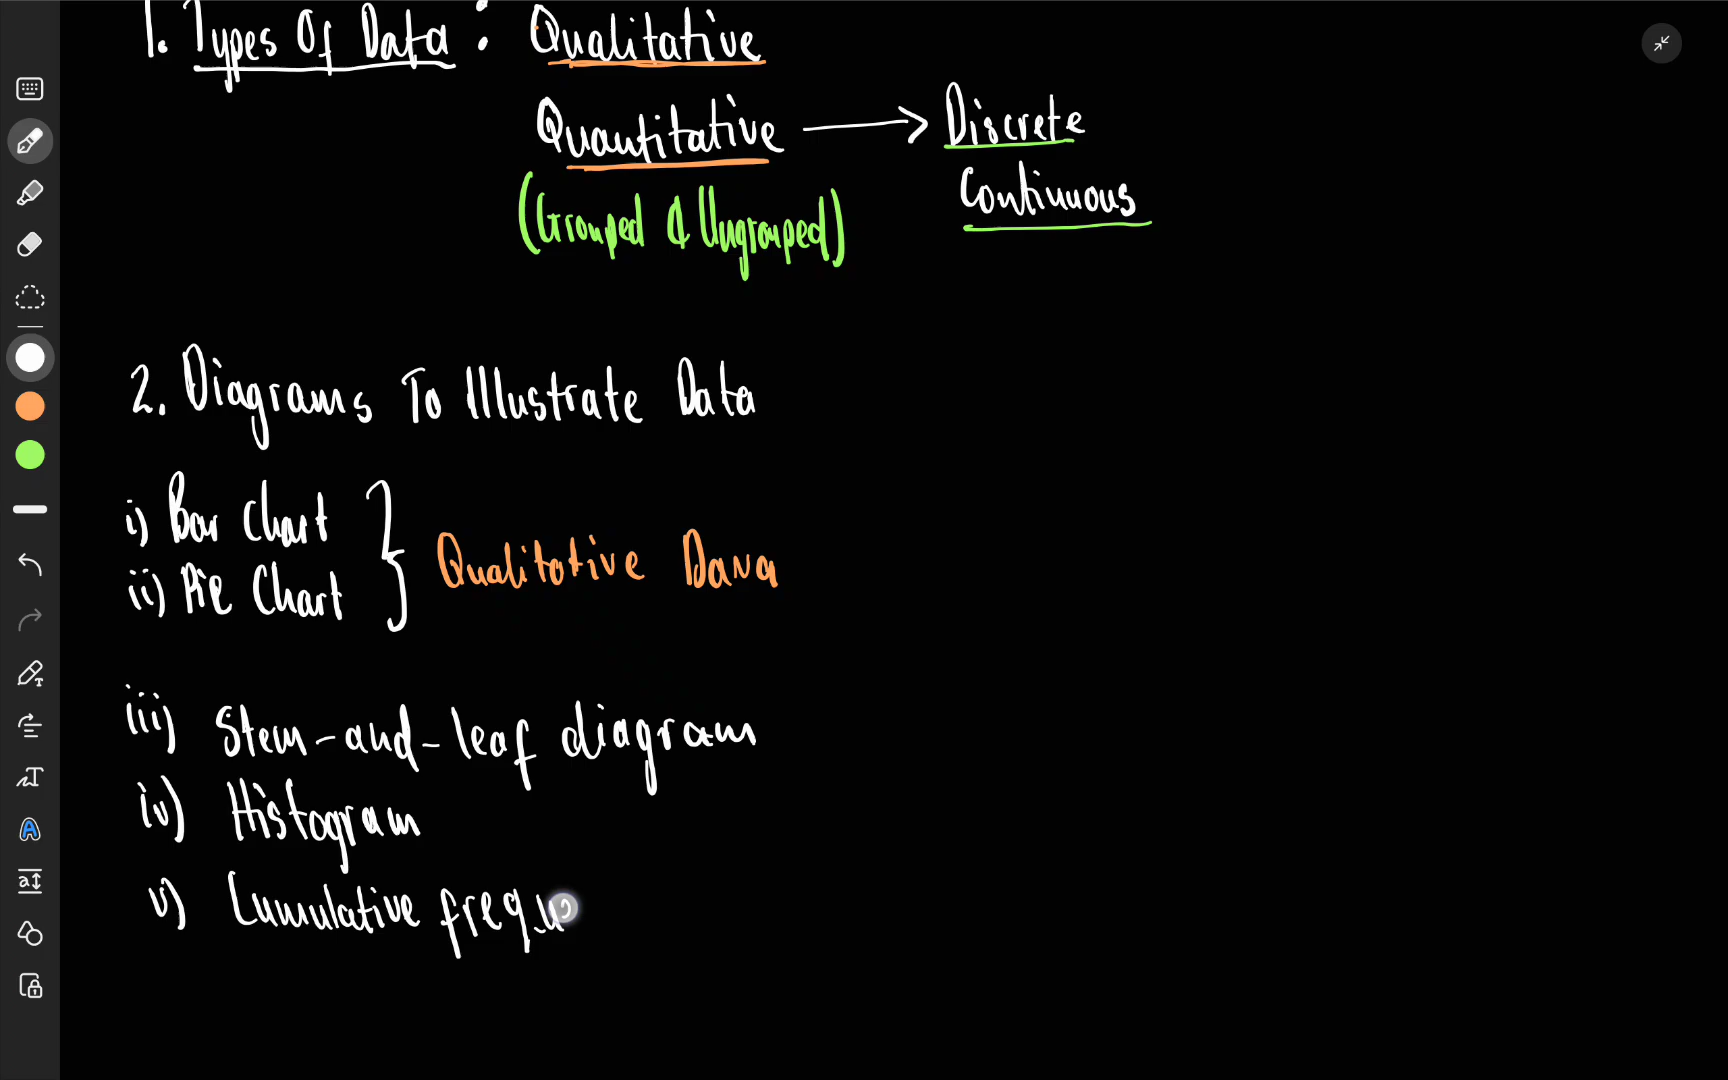 1. Types Of Data : Qualitative
Quantitative → Discrete
Continuous
(Grouped & Ungrouped)
2. Diagrams To Illustrate Data
i) Bar Chart
ii) Pie Chart
Qualitative Data
iii) Stem-and-leaf diagram
iv) Histogram
v) Cumulative frequ